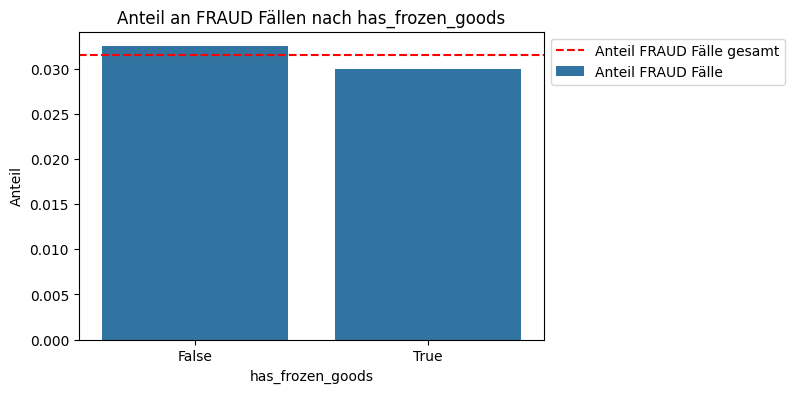 Anteil an FRAUD Fällen nach has_frozen_goods
Anteil FRAUD Fälle gesamt
Anteil FRAUD Fälle
Anteil
0.030
0.025
0.020
0.015
0.010
0.005
0.000
False
True
has_frozen_goods